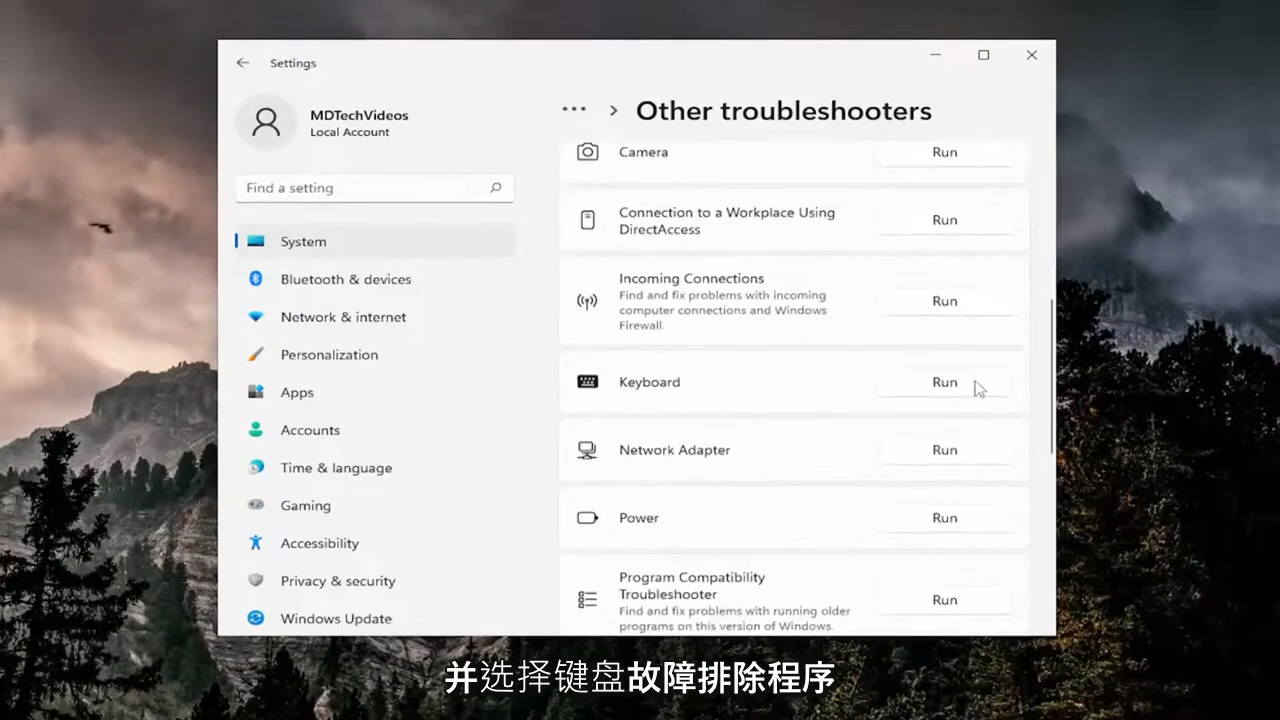 Settings
MDTechVideos
Local Account
Find a setting
System
Bluetooth & devices
Network & internet
Personalization
Apps
Accounts
Time & language
Gaming
Accessibility
Privacy & security
Windows Update
••• > Other troubleshooters
Camera
Run
Connection to a Workplace Using
DirectAccess
Run
Incoming Connections
Find and fix problems with incoming
computer connections and Windows
Firewall.
Run
Keyboard
Run
Network Adapter
Run
Power
Run
Program Compatibility
Troubleshooter
Find and fix problems with running older
programs on this version of Windows.
Run
并选择键盘故障排除程序